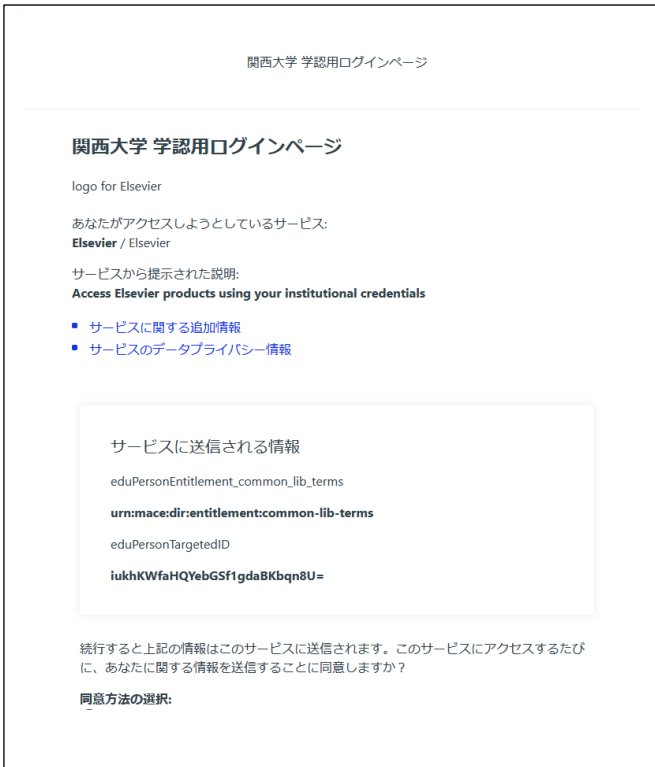 関西大学 学認用ログインページ
関西大学 学認用ログインページ
logo for Elsevier
あなたがアクセスしようとしているサービス:
Elsevier / Elsevier
サービスから提示された説明:
Access Elsevier products using your institutional credentials
サービスに関する追加情報
サービスのデータプライバシー情報
サービスに送信される情報
eduPersonEntitlement_common_lib_terms
urn:mace:dir:entitlement:common-lib-terms
eduPersonTargetedID
iukhKWfaHQYebGSf1gdaBKbqn8U=
続行すると上記の情報はこのサービスに送信されます。このサービスにアクセスするたび
に、あなたに関する情報を送信することに同意しますか？
同意方法の選択: